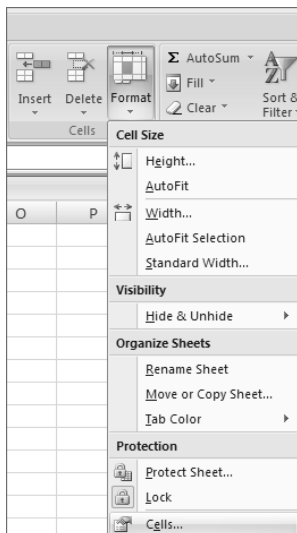 Σ AutoSum
Fill
Clear
Insert Delete Format
Sort &
Filter
Cells
Cell Size
Height...
AutoFit
Width...
AutoFit Selection
Standard Width...
Visibility
Hide & Unhide
Organize Sheets
Rename Sheet
Move or Copy Sheet...
Tab Color
Protection
Protect Sheet...
Lock
Cells...
O P